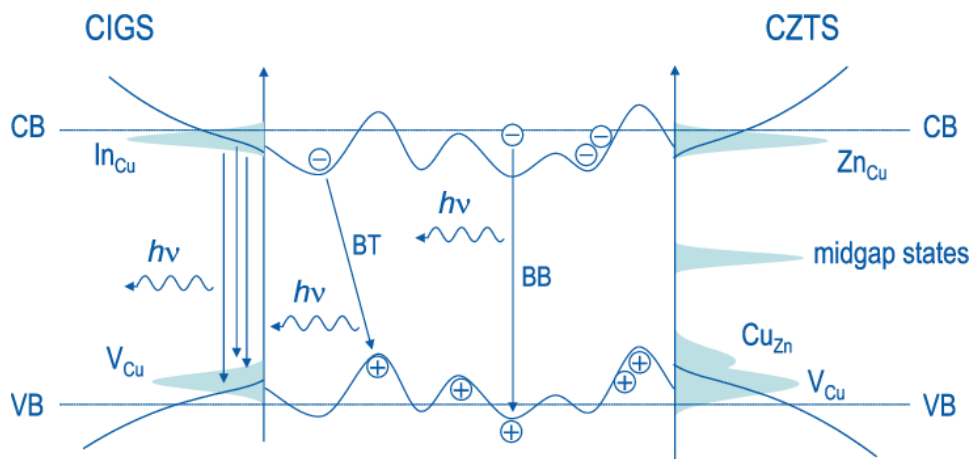 CIGS
CZTS
CB
CB
In_Cu
Zn_Cu
hν
hν
BT
midgap states
hν
BB
V_Cu
Cu_Zn
V_Cu
VB
VB